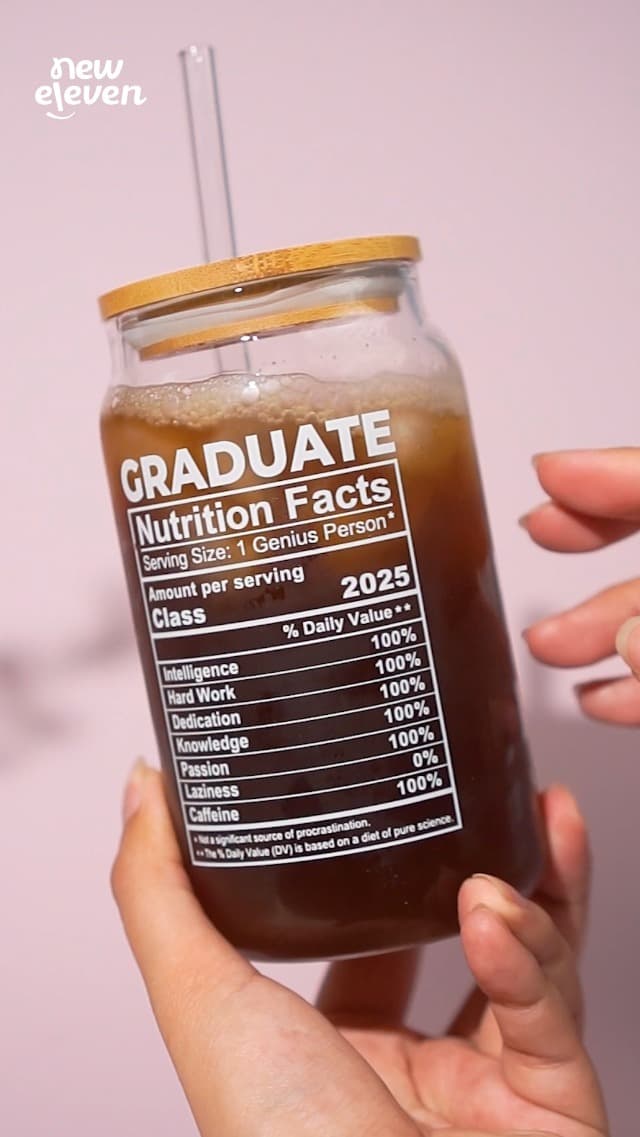 new
eleven
GRADUATE
Nutrition Facts
Serving Size: 1 Genius Person*
Amount per serving
Class 2025
% Daily Value**
Intelligence 100%
Hard Work 100%
Dedication 100%
Knowledge 100%
Passion 100%
Laziness 0%
Caffeine 100%
* Not a significant source of procrastination.
** The % Daily Value (DV) is based on a diet of pure science.